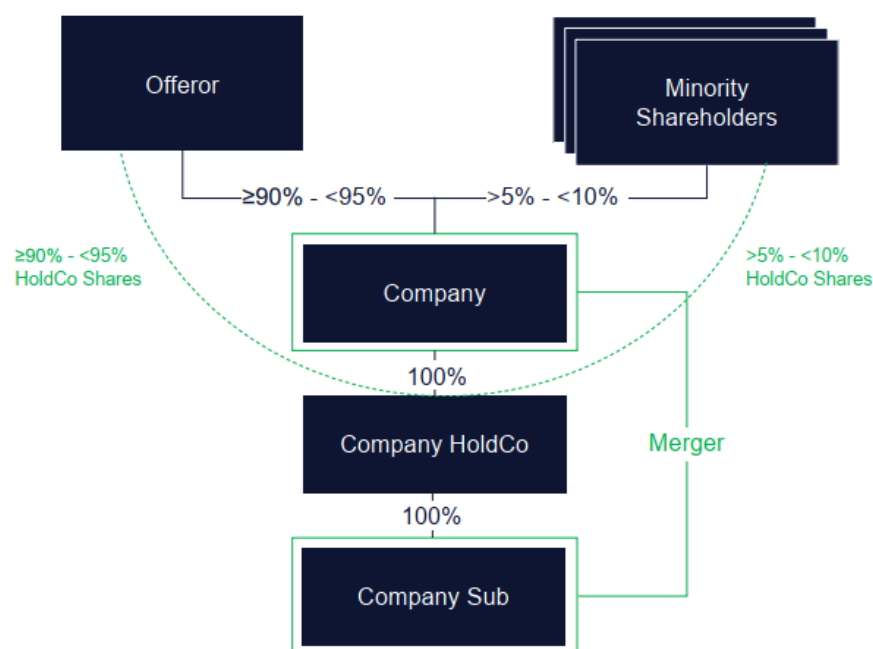 Offeror
Minority
Shareholders
≥90% - <95%
>5% - <10%
≥90% - <95%
HoldCo Shares
>5% - <10%
HoldCo Shares
Company
100%
Company HoldCo
Merger
100%
Company Sub